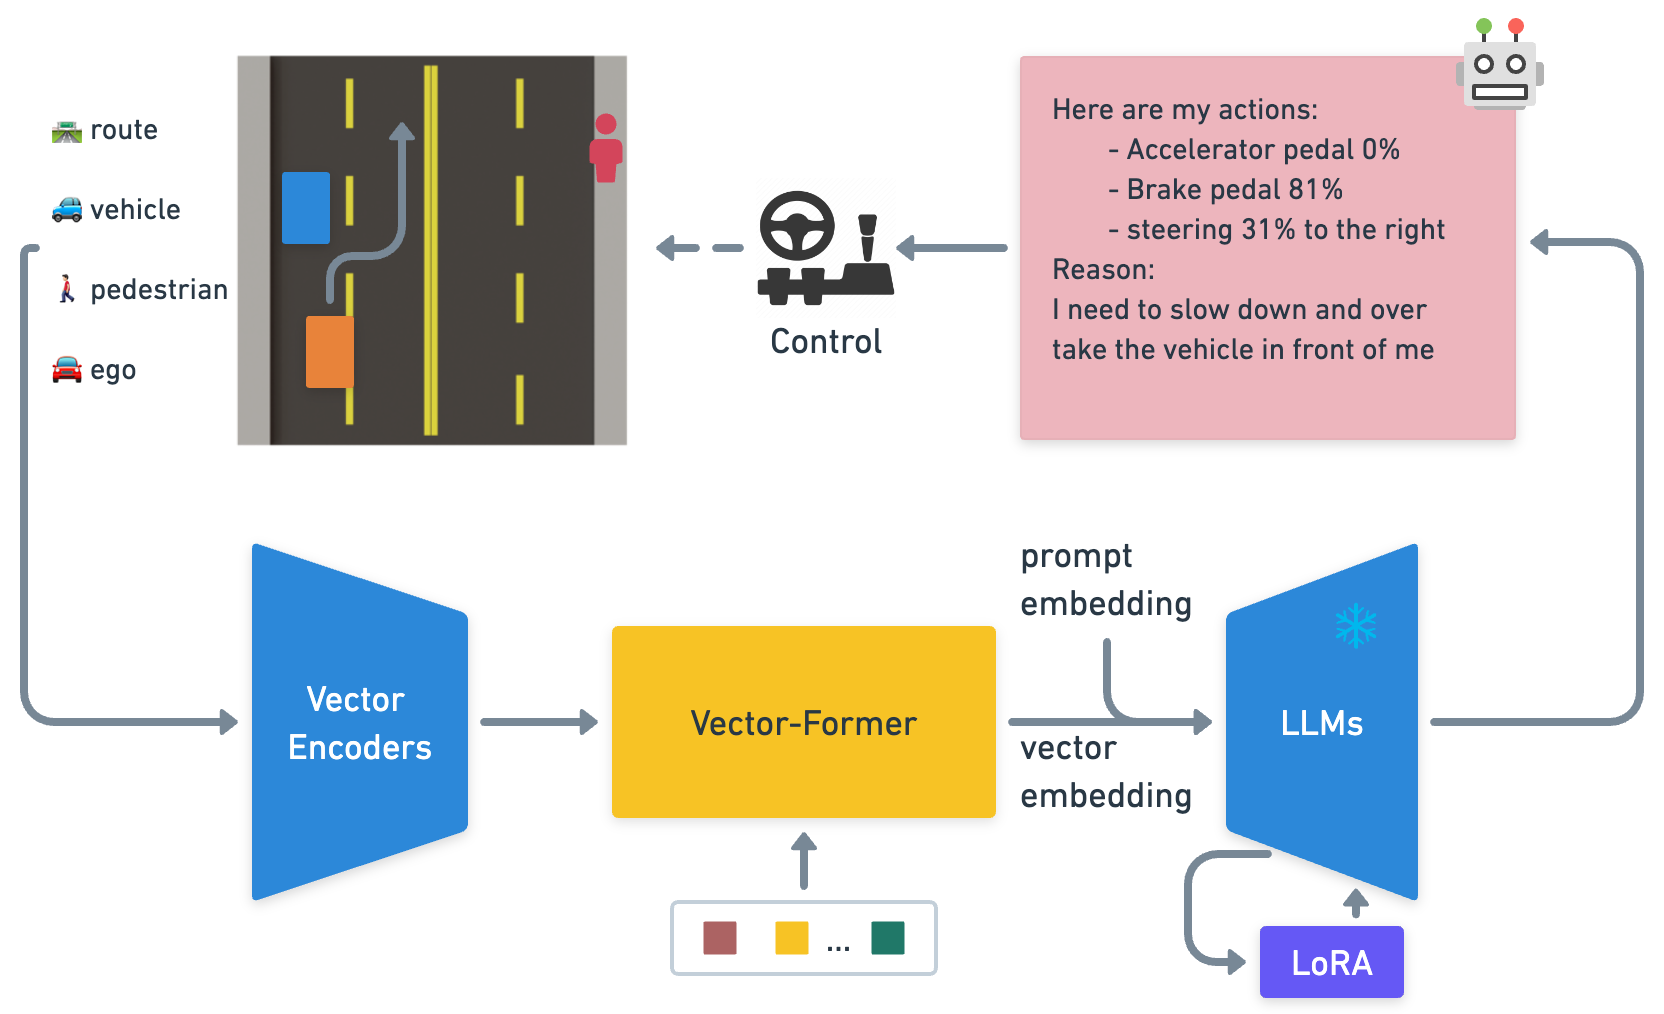 route
vehicle
pedestrian
ego
Control
Here are my actions:
- Accelerator pedal 0%
- Brake pedal 81%
- steering 31% to the right
Reason:
I need to slow down and over
take the vehicle in front of me
Vector
Encoders
Vector-Former
...
prompt
embedding
vector
embedding
LLMs
LoRA